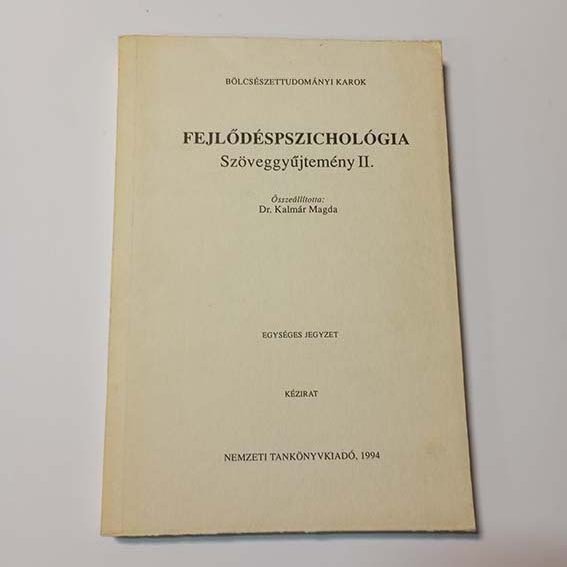 BÖLCSÉSZETTUDOMÁNYI KAROK
FEJLŐDÉSPSZICHOLÓGIA
Szöveggyűjtemény II.
Összeállította:
Dr. Kalmár Magda
EGYSÉGES JEGYZET
KÉZIRAT
NEMZETI TANKÖNYVKIADÓ, 1994